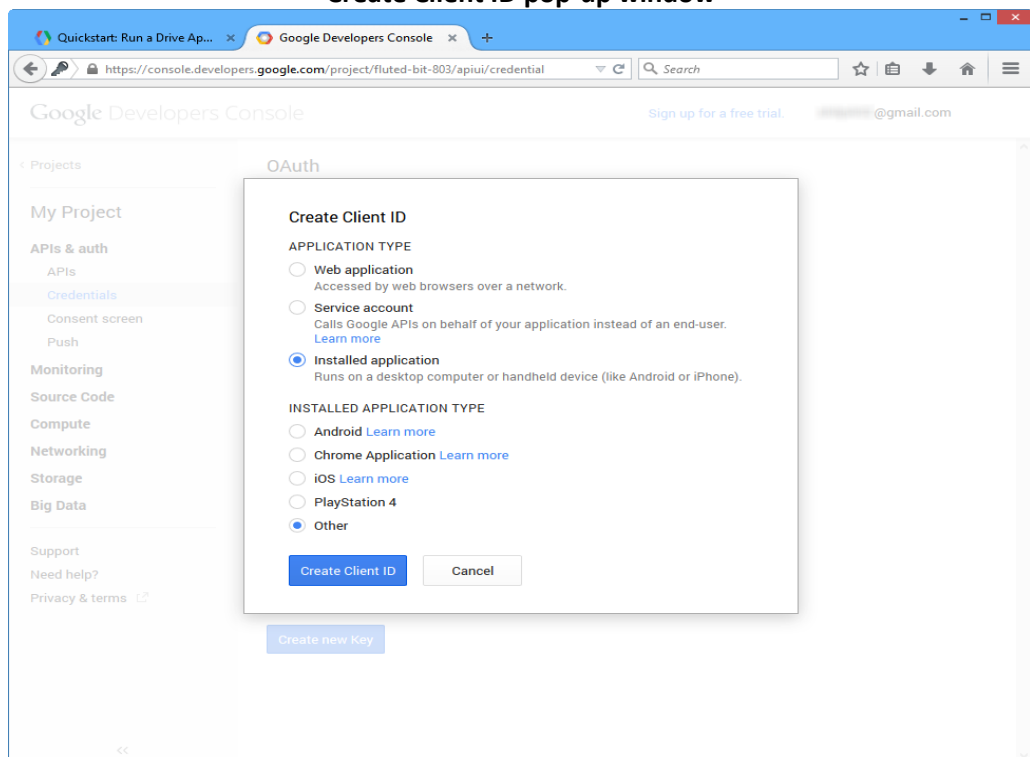 Create Client ID pop-up window
Quickstart: Run a Drive Ap... × Google Developers Console × +
https://console.developers.google.com/project/fluted-bit-803/apiui/credential Search
Google Developers Console Sign up for a free trial. @gmail.com
< Projects
OAuth
My Project
APIs & auth
APIs
Credentials
Consent screen
Push
Monitoring
Source Code
Compute
Networking
Storage
Big Data
Support
Need help?
Privacy & terms
<<
Create Client ID
APPLICATION TYPE
Web application
Accessed by web browsers over a network.
Service account
Calls Google APIs on behalf of your application instead of an end-user.
Learn more
Installed application
Runs on a desktop computer or handheld device (like Android or iPhone).
INSTALLED APPLICATION TYPE
Android Learn more
Chrome Application Learn more
iOS Learn more
PlayStation 4
Other
Create Client ID Cancel
Create new Key